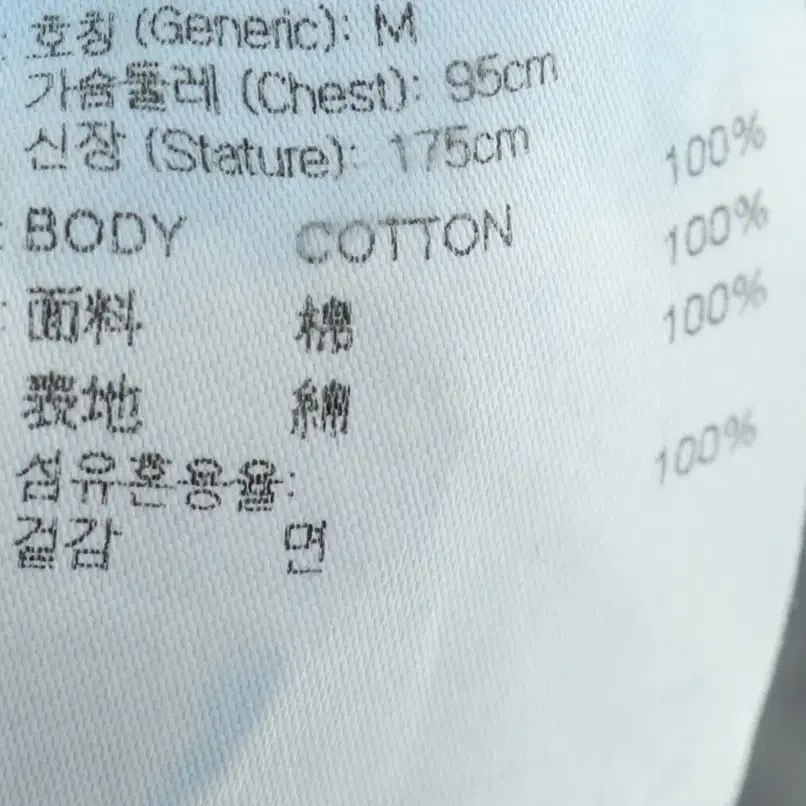 호칭 (Generic): M
가슴둘레 (Chest): 95cm
신장 (Stature): 175cm
BODY COTTON 100%
面料 棉 100%
表地 綿 100%
섬유혼용율:
겉감 면 100%